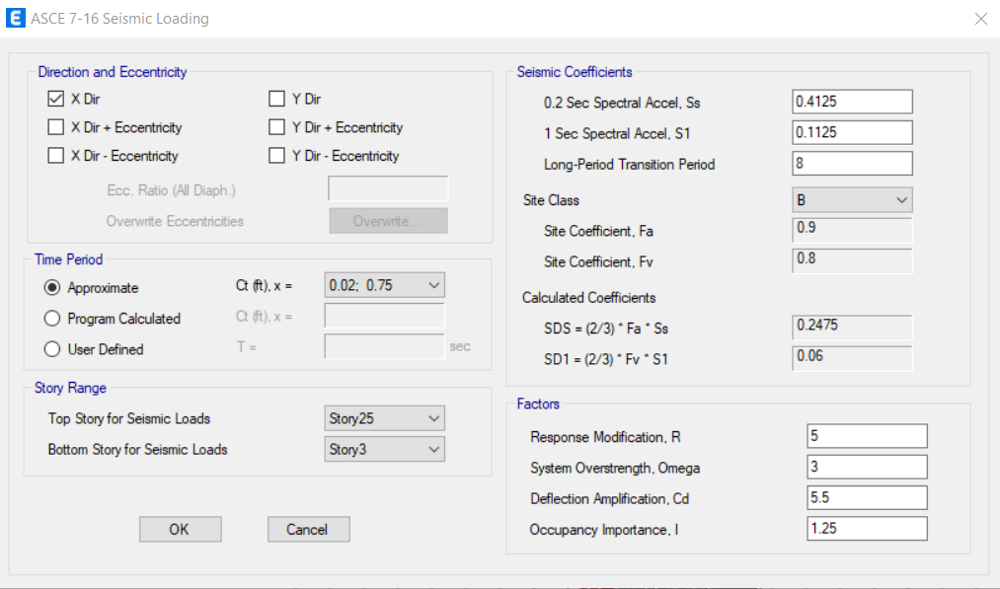 E ASCE 7-16 Seismic Loading
Direction and Eccentricity
X Dir
Y Dir
X Dir + Eccentricity
Y Dir + Eccentricity
X Dir - Eccentricity
Y Dir - Eccentricity
Ecc. Ratio (All Diaph.)
Overwrite Eccentricities
Overwrite...
Time Period
Approximate
Ct (ft), x =
0.02; 0.75
Program Calculated
Ct (ft), x =
User Defined
T =
sec
Story Range
Top Story for Seismic Loads
Story25
Bottom Story for Seismic Loads
Story3
OK
Cancel
Seismic Coefficients
0.2 Sec Spectral Accel, Ss
0.4125
1 Sec Spectral Accel, S1
0.1125
Long-Period Transition Period
8
Site Class
B
Site Coefficient, Fa
0.9
Site Coefficient, Fv
0.8
Calculated Coefficients
SDS = (2/3) * Fa * Ss
0.2475
SD1 = (2/3) * Fv * S1
0.06
Factors
Response Modification, R
5
System Overstrength, Omega
3
Deflection Amplification, Cd
5.5
Occupancy Importance, I
1.25